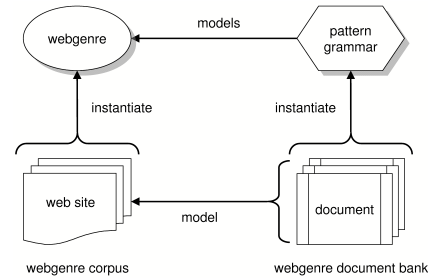 models
webgenre
pattern
grammar
instantiate
instantiate
web site
document
model
webgenre corpus
webgenre document bank